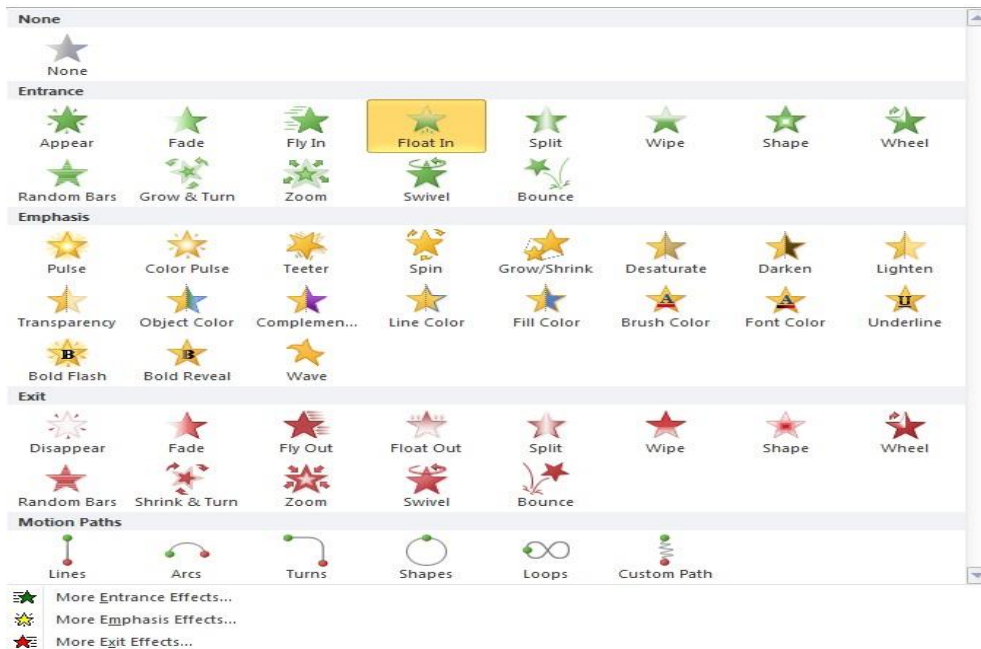 None
None
Entrance
Appear Fade Fly In Float In Split Wipe Shape Wheel
Random Bars Grow & Turn Zoom Swivel Bounce
Emphasis
Pulse Color Pulse Teeter Spin Grow/Shrink Desaturate Darken Lighten
Transparency Object Color Complemen... Line Color Fill Color Brush Color Font Color Underline
B B A A U
Bold Flash Bold Reveal Wave
Exit
Disappear Fade Fly Out Float Out Split Wipe Shape Wheel
Random Bars Shrink & Turn Zoom Swivel Bounce
Motion Paths
Lines Arcs Turns Shapes Loops Custom Path
More Entrance Effects...
More Emphasis Effects...
More Exit Effects...